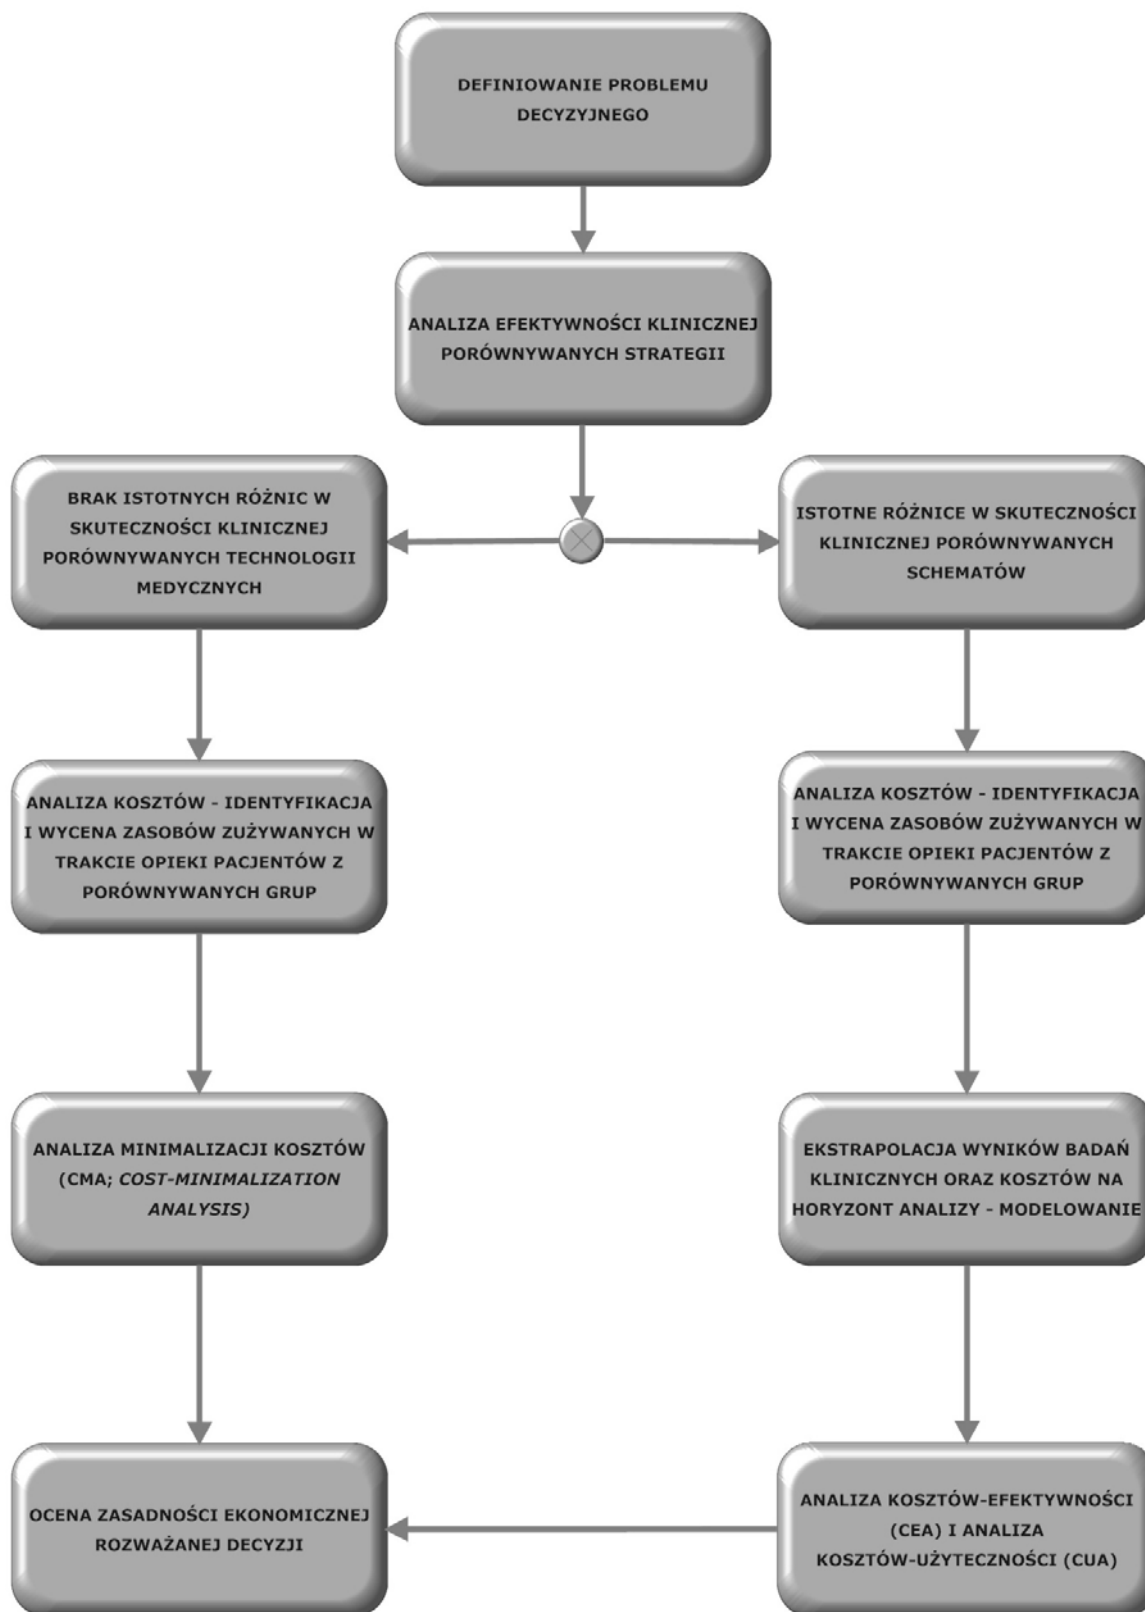 DEFINIOWANIE PROBLEMU
DECYZYJNEGO
ANALIZA EFEKTYWNOŚCI KLINICZNEJ
PORÓWNYWANYCH STRATEGII
BRAK ISTOTNYCH RÓŻNIC W
SKUTECZNOŚCI KLINICZNEJ
PORÓWNYWANYCH TECHNOLOGII
MEDYCZNYCH
ISTOTNE RÓŻNICE W SKUTECZNOŚCI
KLINICZNEJ PORÓWNYWANYCH
SCHEMATÓW
ANALIZA KOSZTÓW - IDENTYFIKACJA
I WYCENA ZASOBÓW ZUŻYWANYCH W
TRAKCIE OPIEKI PACJENTÓW Z
PORÓWNYWANYCH GRUP
ANALIZA KOSZTÓW - IDENTYFIKACJA
I WYCENA ZASOBÓW ZUŻYWANYCH W
TRAKCIE OPIEKI PACJENTÓW Z
PORÓWNYWANYCH GRUP
ANALIZA MINIMALIZACJI KOSZTÓW
(CMA; COST-MINIMALIZATION
ANALYSIS)
EKSTRAPOLACJA WYNIKÓW BADAŃ
KLINICZNYCH ORAZ KOSZTÓW NA
HORYZONT ANALIZY - MODELOWANIE
OCENA ZASADNOŚCI EKONOMICZNEJ
ROZWAŻANEJ DECYZJI
ANALIZA KOSZTÓW-EFEKTYWNOŚCI
(CEA) I ANALIZA
KOSZTÓW-UŻYTECZNOŚCI (CUA)